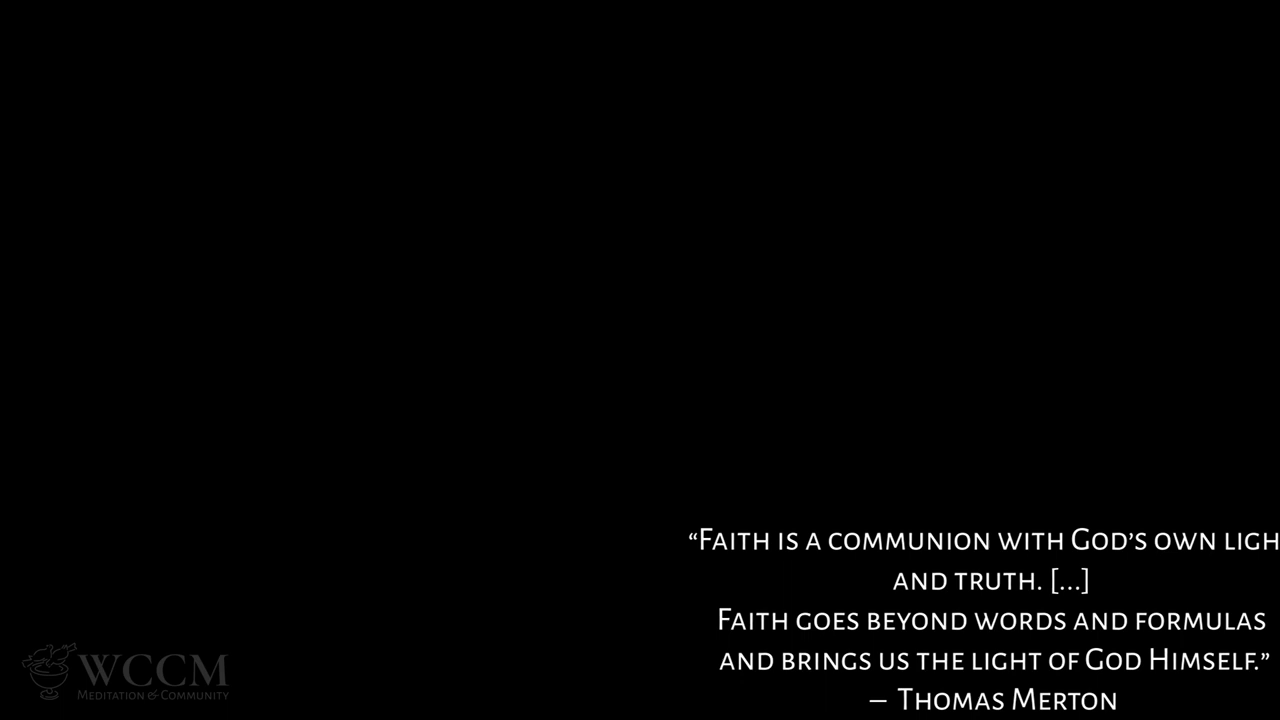 “Faith is a communion with God’s own ligh
and truth. [...]
Faith goes beyond words and formulas
and brings us the light of God Himself.”
– Thomas Merton
WCCM
Meditation & Community